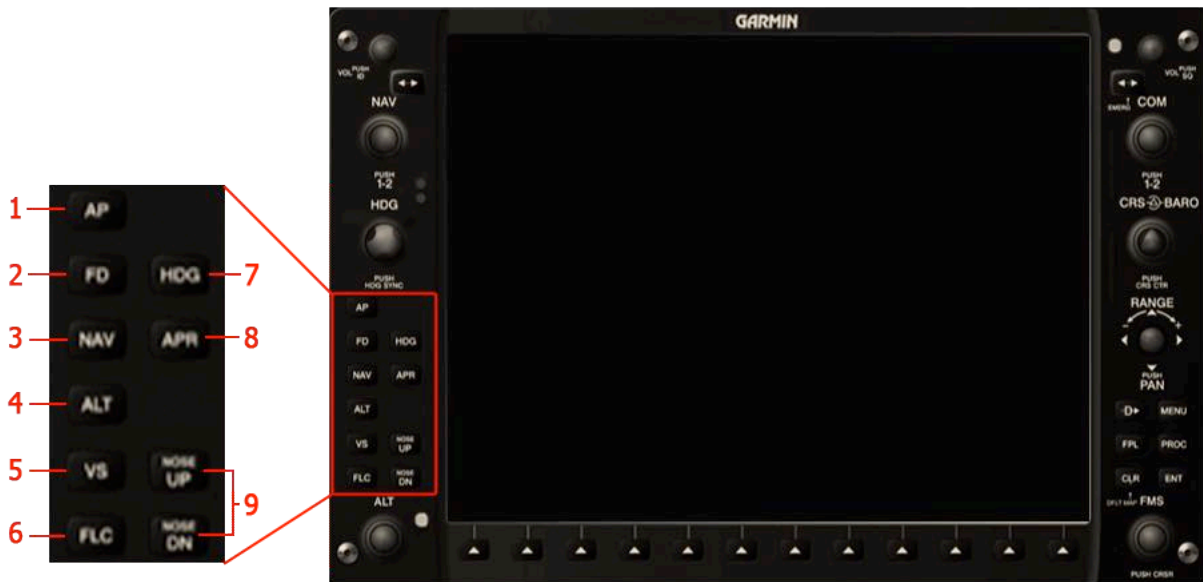 1
AP
2
FD
HDG
7
3
NAV
APR
8
4
ALT
5
VS
NOSE
UP
9
6
FLC
NOSE
DN
GARMIN
VOL PUSH
ID
NAV
PUSH
1-2
HDG
PUSH
HDG SYNC
AP
FD
HDG
NAV
APR
ALT
VS
NOSE
UP
FLC
NOSE
DN
ALT
VOL PUSH
SQ
EMERG
COM
PUSH
1-2
CRS BARO
PUSH
CRS CTR
RANGE
- +
PUSH
PAN
D
MENU
FPL
PROC
CLR
ENT
DFLT MAP
FMS
PUSH CRSR